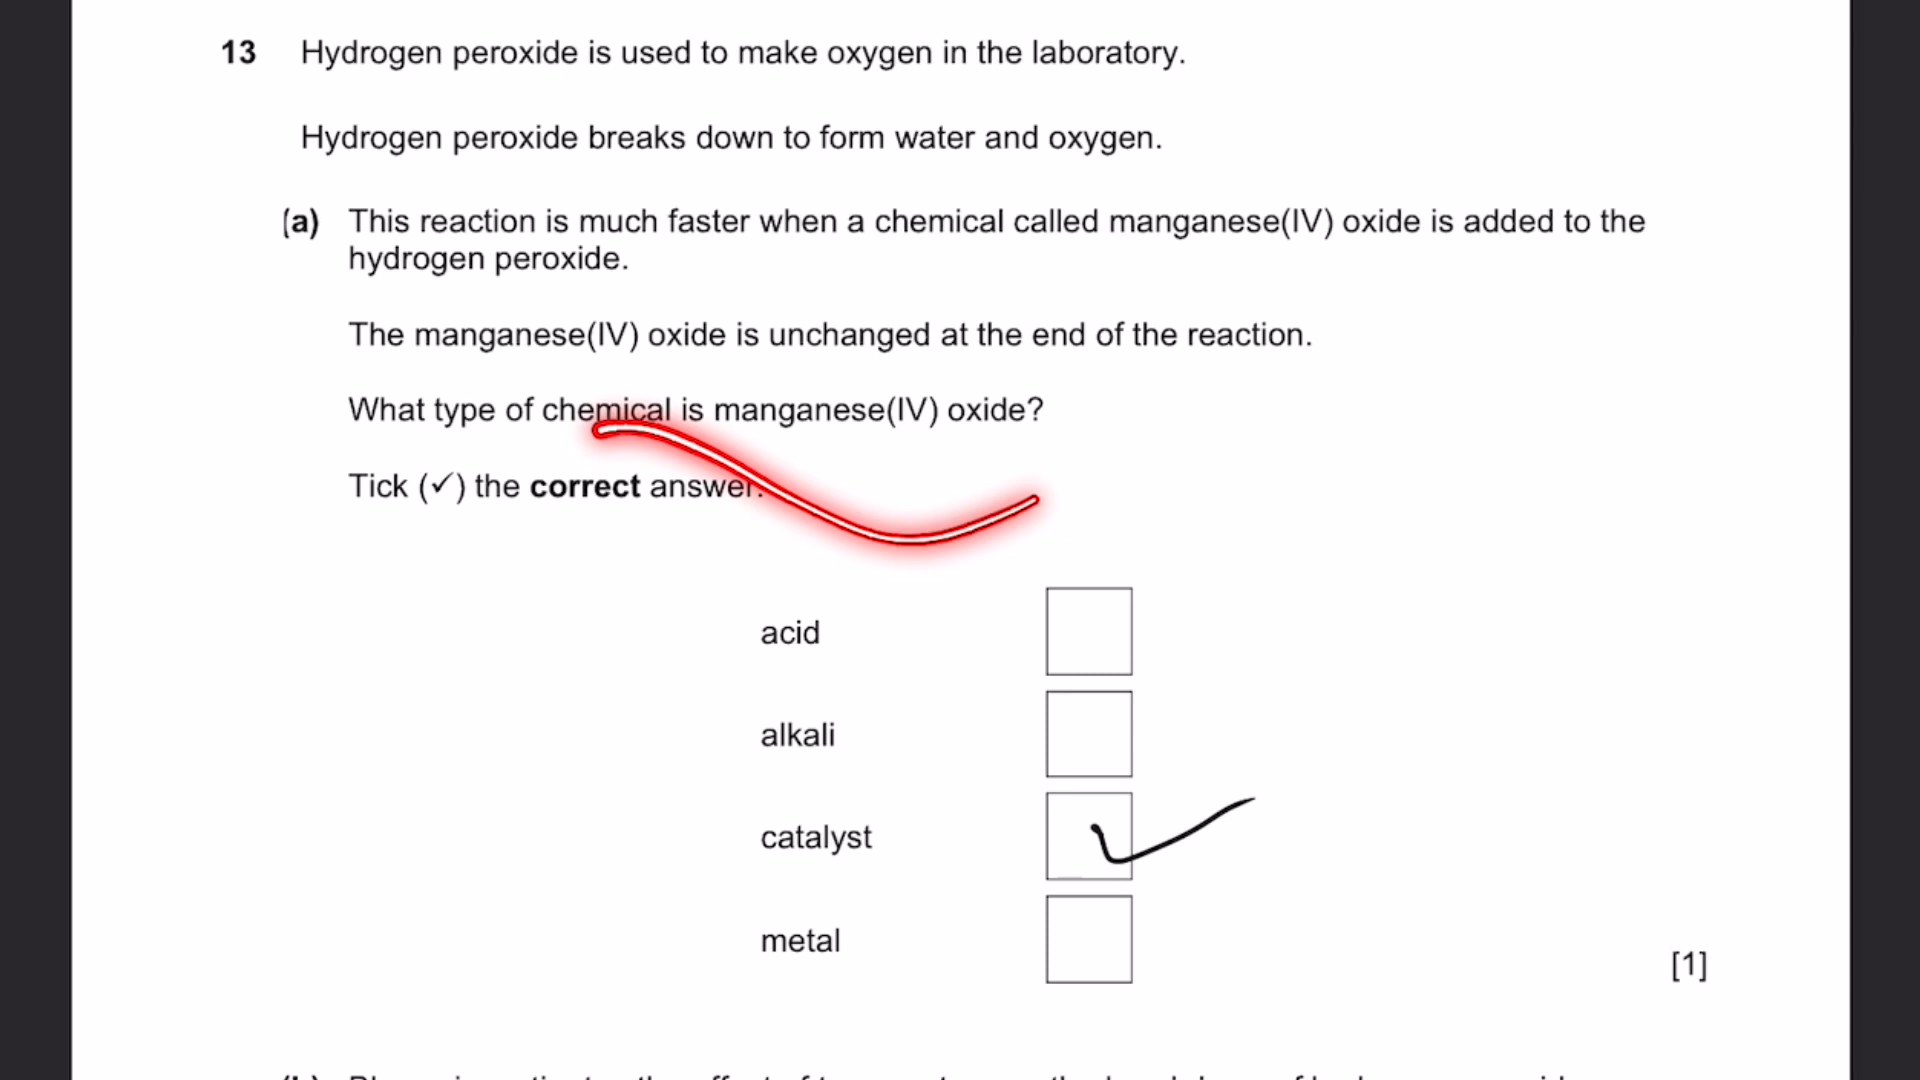 13 Hydrogen peroxide is used to make oxygen in the laboratory.
Hydrogen peroxide breaks down to form water and oxygen.
(a) This reaction is much faster when a chemical called manganese(IV) oxide is added to the
hydrogen peroxide.
The manganese(IV) oxide is unchanged at the end of the reaction.
What type of chemical is manganese(IV) oxide?
Tick (✓) the correct answer.
acid
alkali
catalyst ✓
metal
[1]